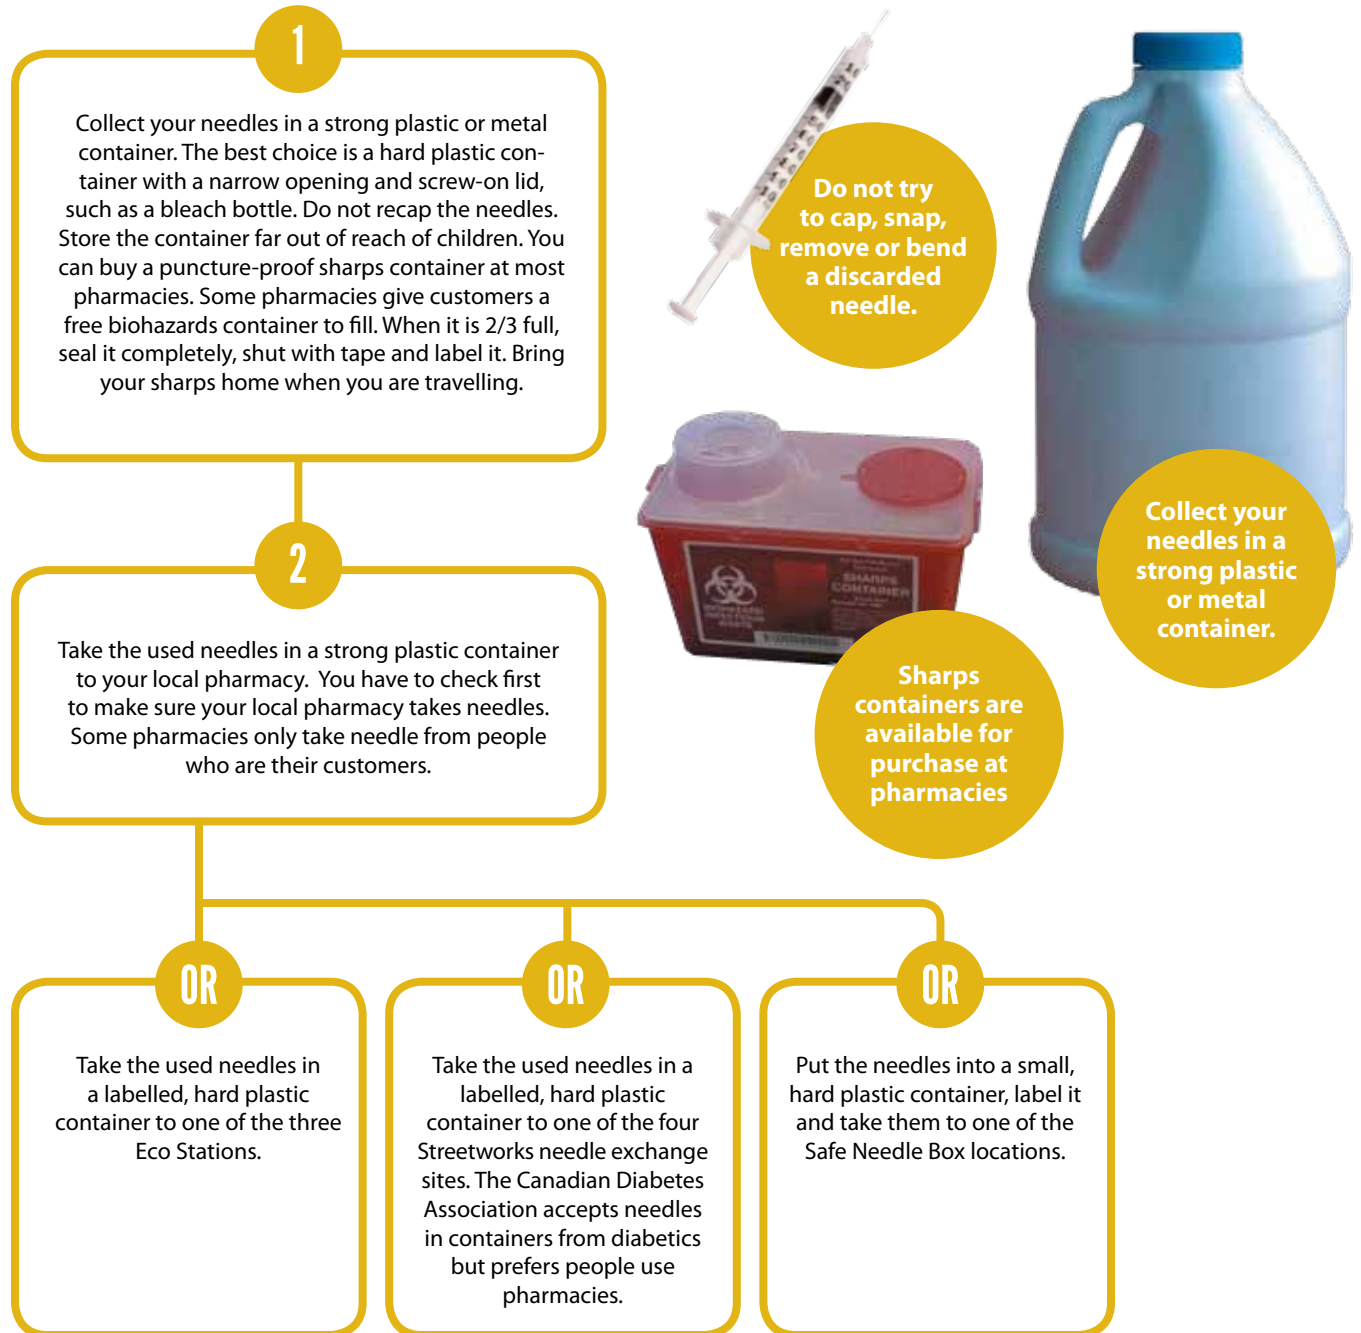 1
Collect your needles in a strong plastic or metal
container. The best choice is a hard plastic con-
tainer with a narrow opening and screw-on lid,
such as a bleach bottle. Do not recap the needles.
Store the container far out of reach of children. You
can buy a puncture-proof sharps container at most
pharmacies. Some pharmacies give customers a
free biohazards container to fill. When it is 2/3 full,
seal it completely, shut with tape and label it. Bring
your sharps home when you are travelling.
Do not try
to cap, snap,
remove or bend
a discarded
needle.
SHARPS
CONTAINER
Collect your
needles in a
strong plastic
or metal
container.
Sharps
containers are
available for
purchase at
pharmacies
2
Take the used needles in a strong plastic container
to your local pharmacy. You have to check first
to make sure your local pharmacy takes needles.
Some pharmacies only take needle from people
who are their customers.
OR
Take the used needles in
a labelled, hard plastic
container to one of the three
Eco Stations.
OR
Take the used needles in a
labelled, hard plastic
container to one of the four
Streetworks needle exchange
sites. The Canadian Diabetes
Association accepts needles
in containers from diabetics
but prefers people use
pharmacies.
OR
Put the needles into a small,
hard plastic container, label it
and take them to one of the
Safe Needle Box locations.